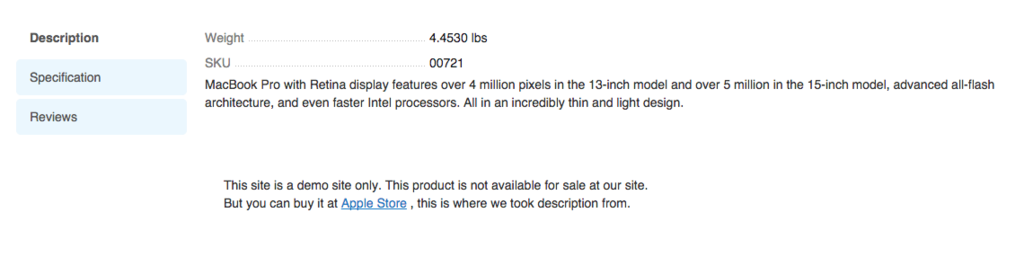 Description
Specification
Reviews
Weight 4.4530 lbs
SKU 00721
MacBook Pro with Retina display features over 4 million pixels in the 13-inch model and over 5 million in the 15-inch model, advanced all-flash
architecture, and even faster Intel processors. All in an incredibly thin and light design.
This site is a demo site only. This product is not available for sale at our site.
But you can buy it at Apple Store , this is where we took description from.